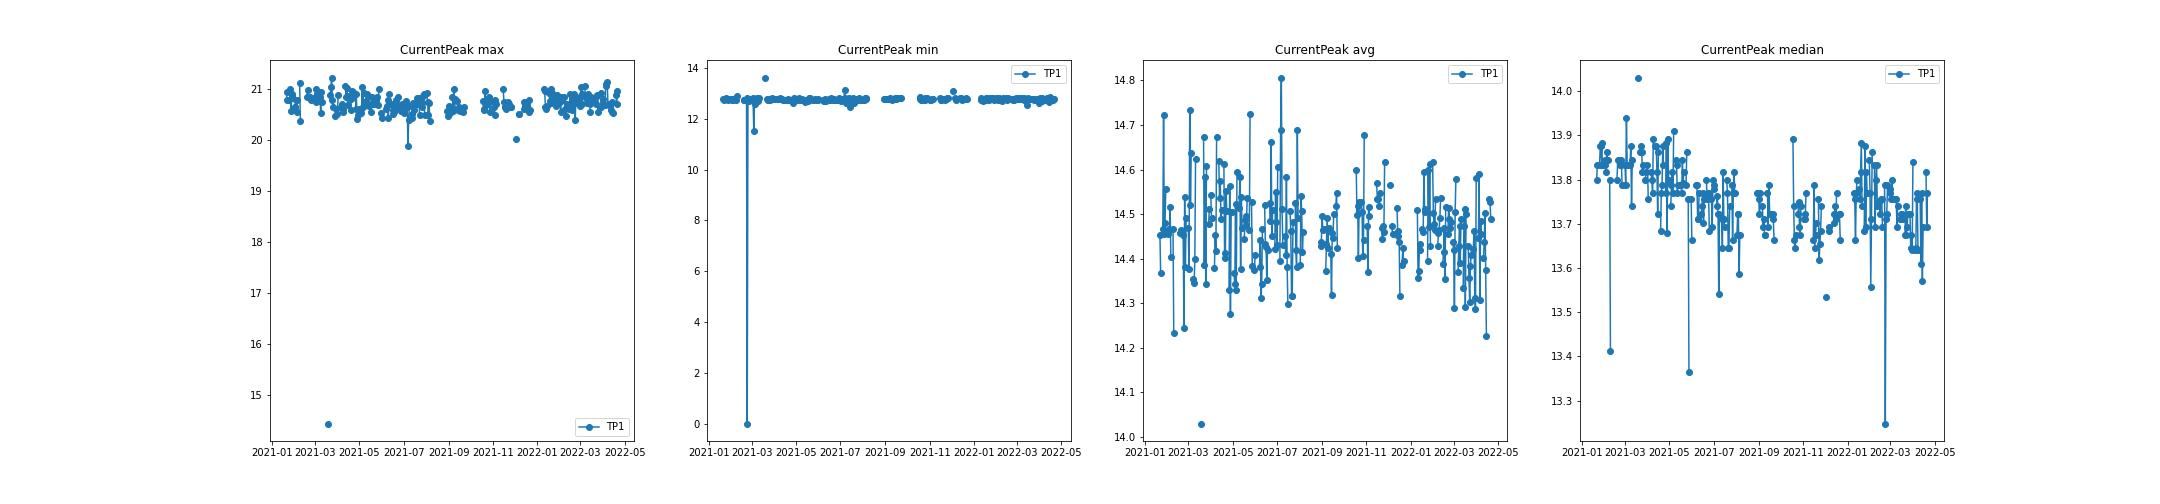 CurrentPeak max
21
20
19
18
17
16
15
TP1
2021-01 2021-03 2021-05 2021-07 2021-09 2021-11 2022-01 2022-03 2022-05
CurrentPeak min
14
12
10
8
6
4
2
0
TP1
2021-01 2021-03 2021-05 2021-07 2021-09 2021-11 2022-01 2022-03 2022-05
CurrentPeak avg
14.8
14.7
14.6
14.5
14.4
14.3
14.2
14.1
14.0
TP1
2021-01 2021-03 2021-05 2021-07 2021-09 2021-11 2022-01 2022-03 2022-05
CurrentPeak median
14.0
13.9
13.8
13.7
13.6
13.5
13.4
13.3
TP1
2021-01 2021-03 2021-05 2021-07 2021-09 2021-11 2022-01 2022-03 2022-05